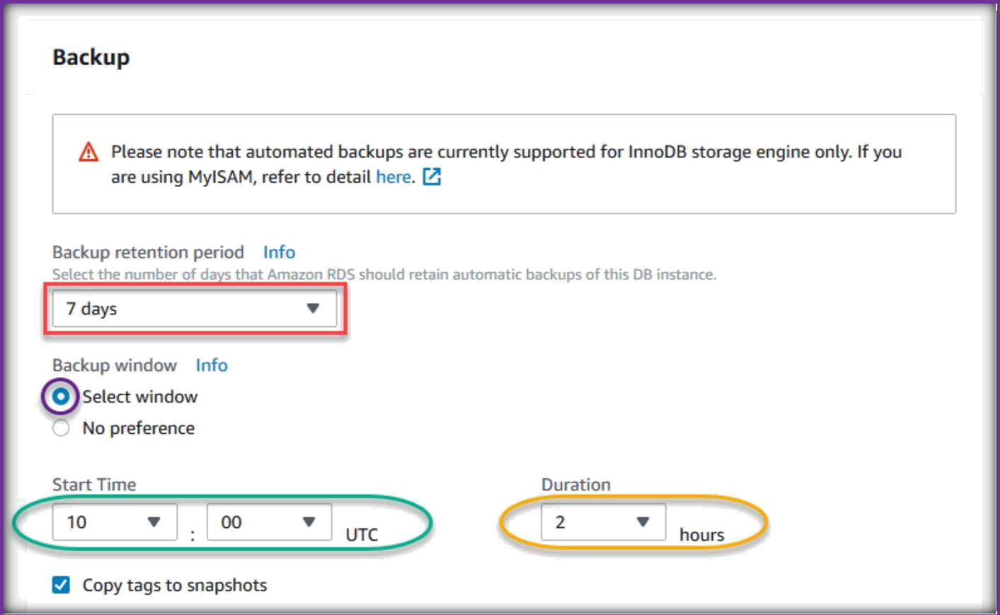 Backup
Please note that automated backups are currently supported for InnoDB storage engine only. If you
are using MyISAM, refer to detail here.
Backup retention period Info
Select the number of days that Amazon RDS should retain automatic backups of this DB instance.
7 days
Backup window Info
Select window
No preference
Start Time Duration
10 : 00 UTC 2 hours
Copy tags to snapshots